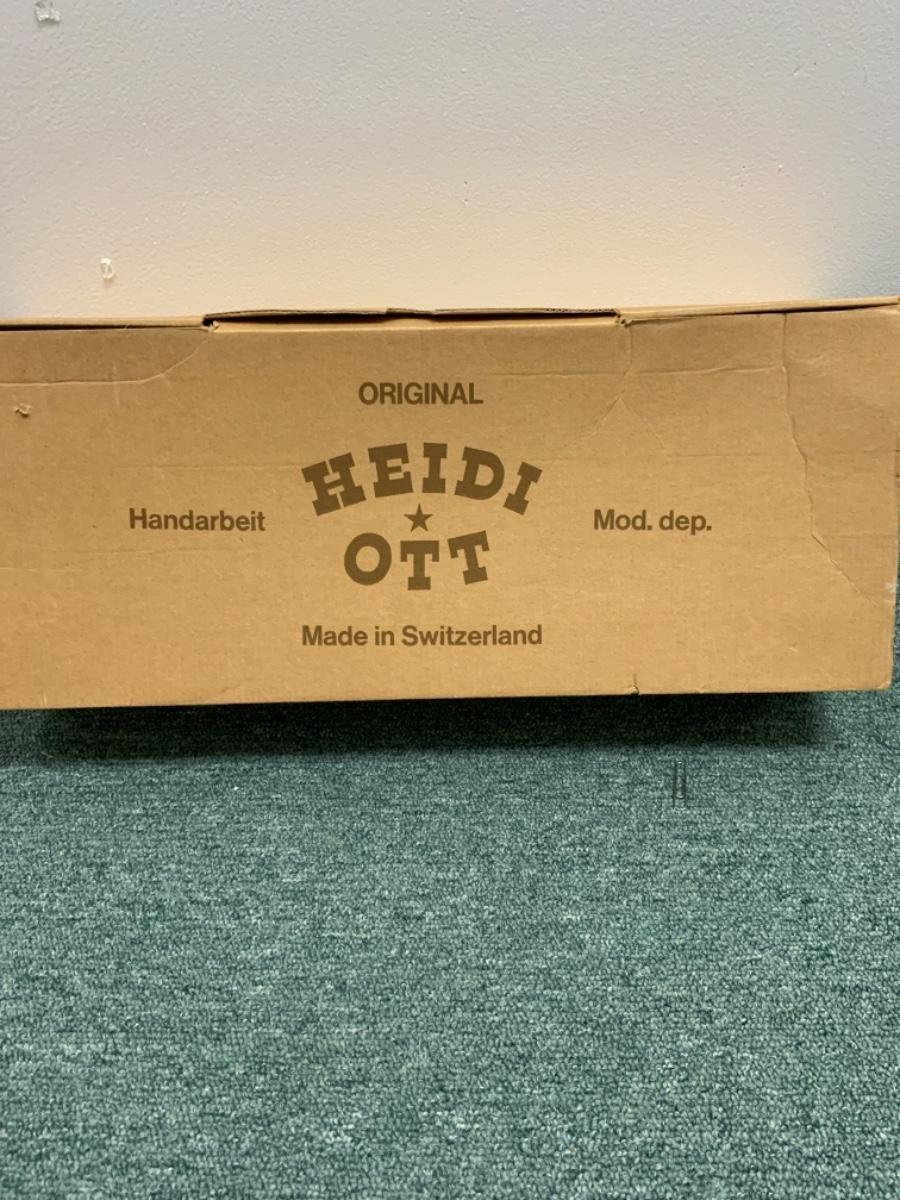 ORIGINAL
HEIDI
Handarbeit ★ Mod. dep.
OTT
Made in Switzerland